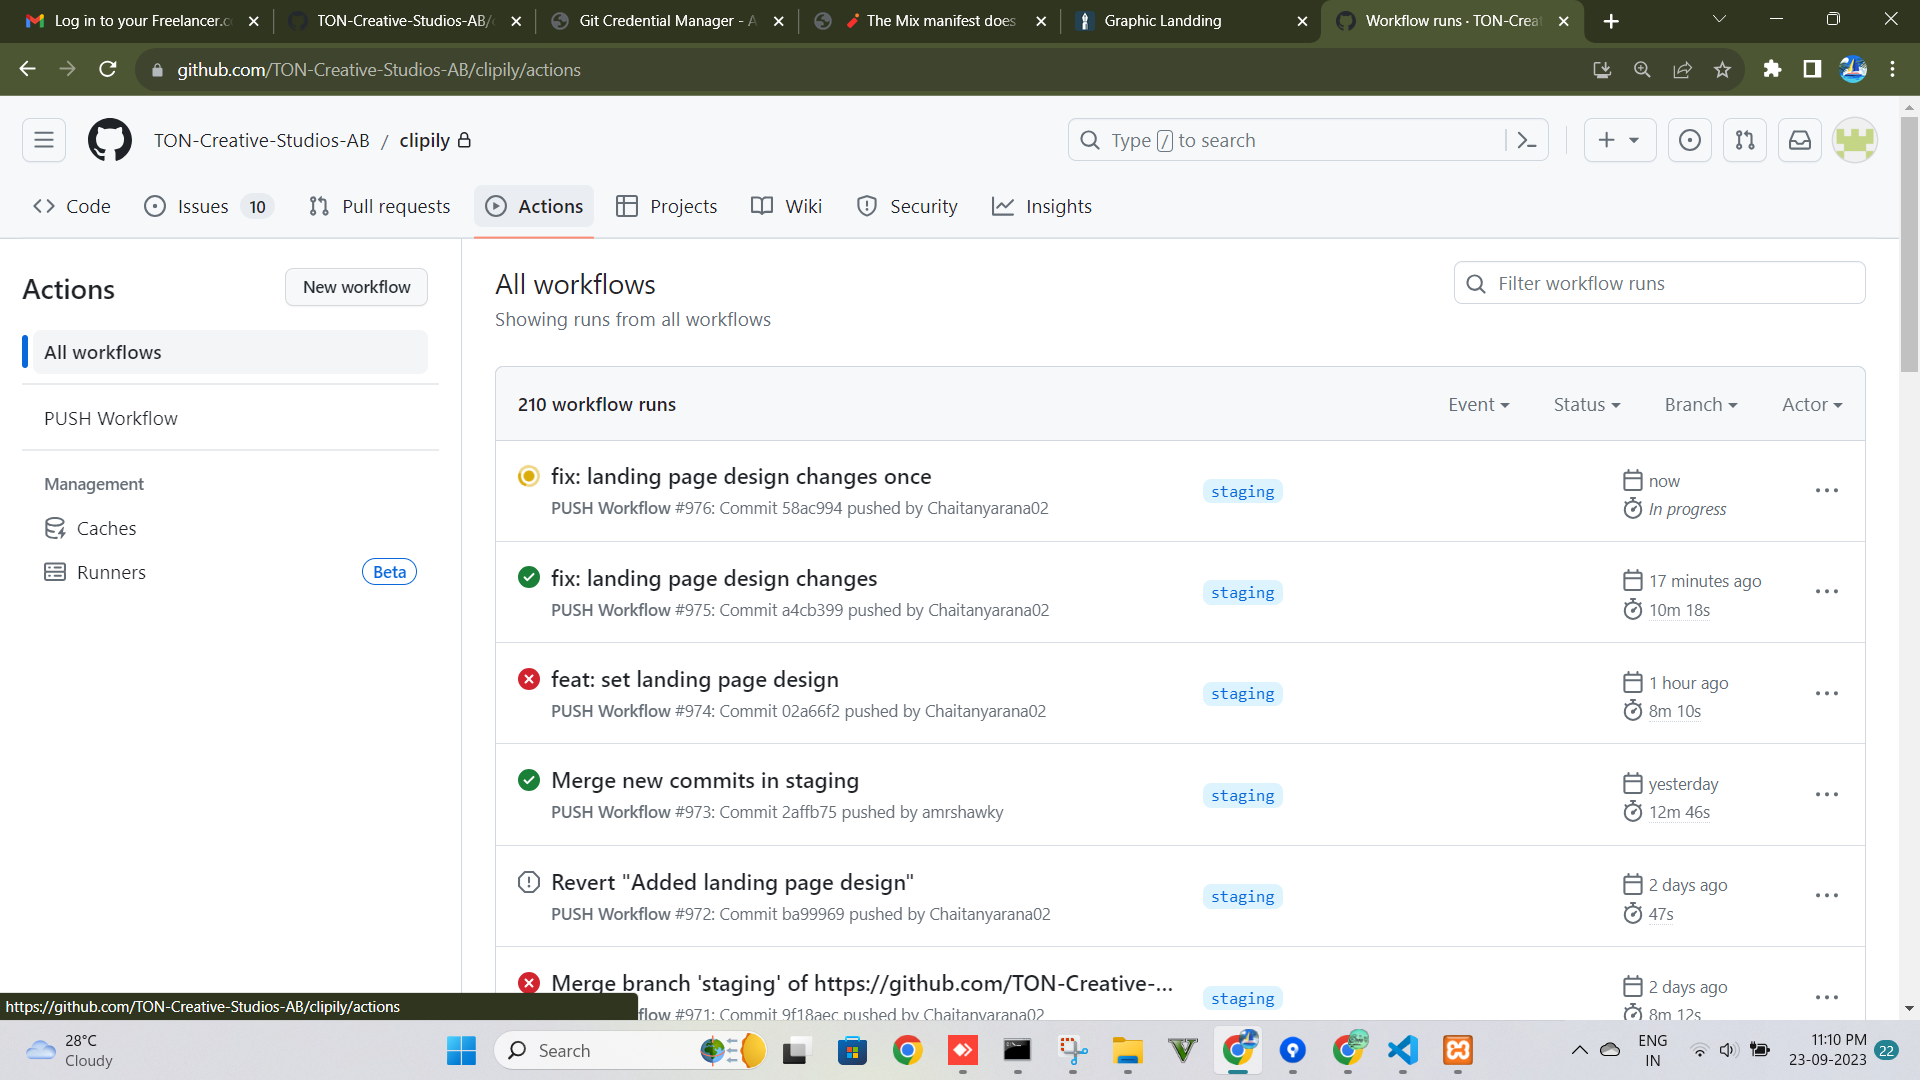 Log in to your Freelancer.c
TON-Creative-Studios-AB/
Git Credential Manager - A
The Mix manifest does
Graphic Landding
Workflow runs · TON-Crea
github.com/TON-Creative-Studios-AB/clipily/actions
TON-Creative-Studios-AB / clipily
Type / to search
Code
Issues 10
Pull requests
Actions
Projects
Wiki
Security
Insights
Actions
New workflow
All workflows
PUSH Workflow
Management
Caches
Runners
Beta
All workflows
Showing runs from all workflows
Filter workflow runs
210 workflow runs
Event
Status
Branch
Actor
fix: landing page design changes once
PUSH Workflow #976: Commit 58ac994 pushed by Chaitanyarana02
staging
now
In progress
fix: landing page design changes
PUSH Workflow #975: Commit a4cb399 pushed by Chaitanyarana02
staging
17 minutes ago
10m 18s
feat: set landing page design
PUSH Workflow #974: Commit 02a66f2 pushed by Chaitanyarana02
staging
1 hour ago
8m 10s
Merge new commits in staging
PUSH Workflow #973: Commit 2affb75 pushed by amrshawky
staging
yesterday
12m 46s
Revert "Added landing page design"
PUSH Workflow #972: Commit ba99969 pushed by Chaitanyarana02
staging
2 days ago
47s
Merge branch 'staging' of https://github.com/TON-Creative-...
flow #971: Commit 9f18aec pushed by Chaitanyarana02
staging
2 days ago
8m 12s
https://github.com/TON-Creative-Studios-AB/clipily/actions
28°C
Cloudy
Search
ENG
IN
11:10 PM
23-09-2023
22